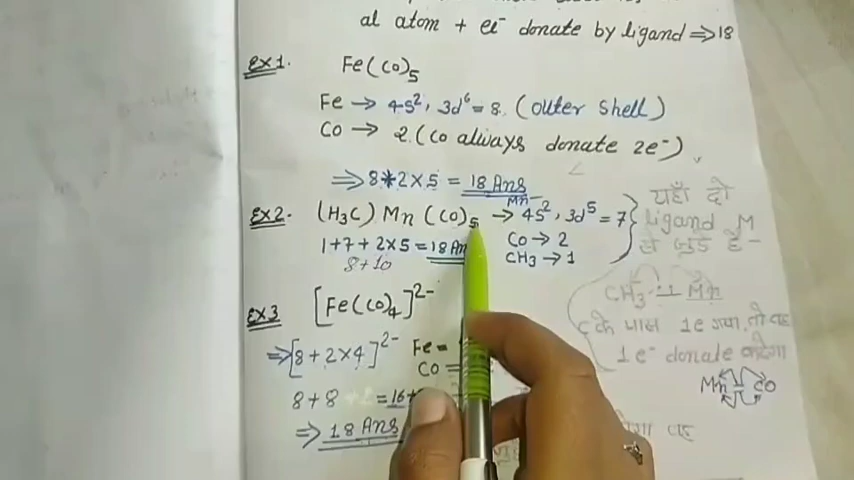 al atom + e⁻ donate by ligand ⇒ 18
EX1. Fe(CO)₅
Fe → 4S², 3d⁶ = 8. (outer shell)
CO → 2. (CO always donate 2e⁻)
⇒ 8*2×5 = 18 Ans
EX2. (H₃C) Mn (CO)₅ → Mn 4S², 3d⁵ = 7
1+7+2×5 = 18 An
CO → 2
8+10
CH₃ → 1
यहाँ दो
ligand M
से जुड़े है-
EX3 [Fe(CO)₄]²⁻
CH₃ Mn
⇒ [8+2×4]²⁻
Fe =
CO =
C के पास 1e गया, तो वह
1e⁻ donate करेगा
Mn CO
8+8 = 16+
⇒ 18 Ans